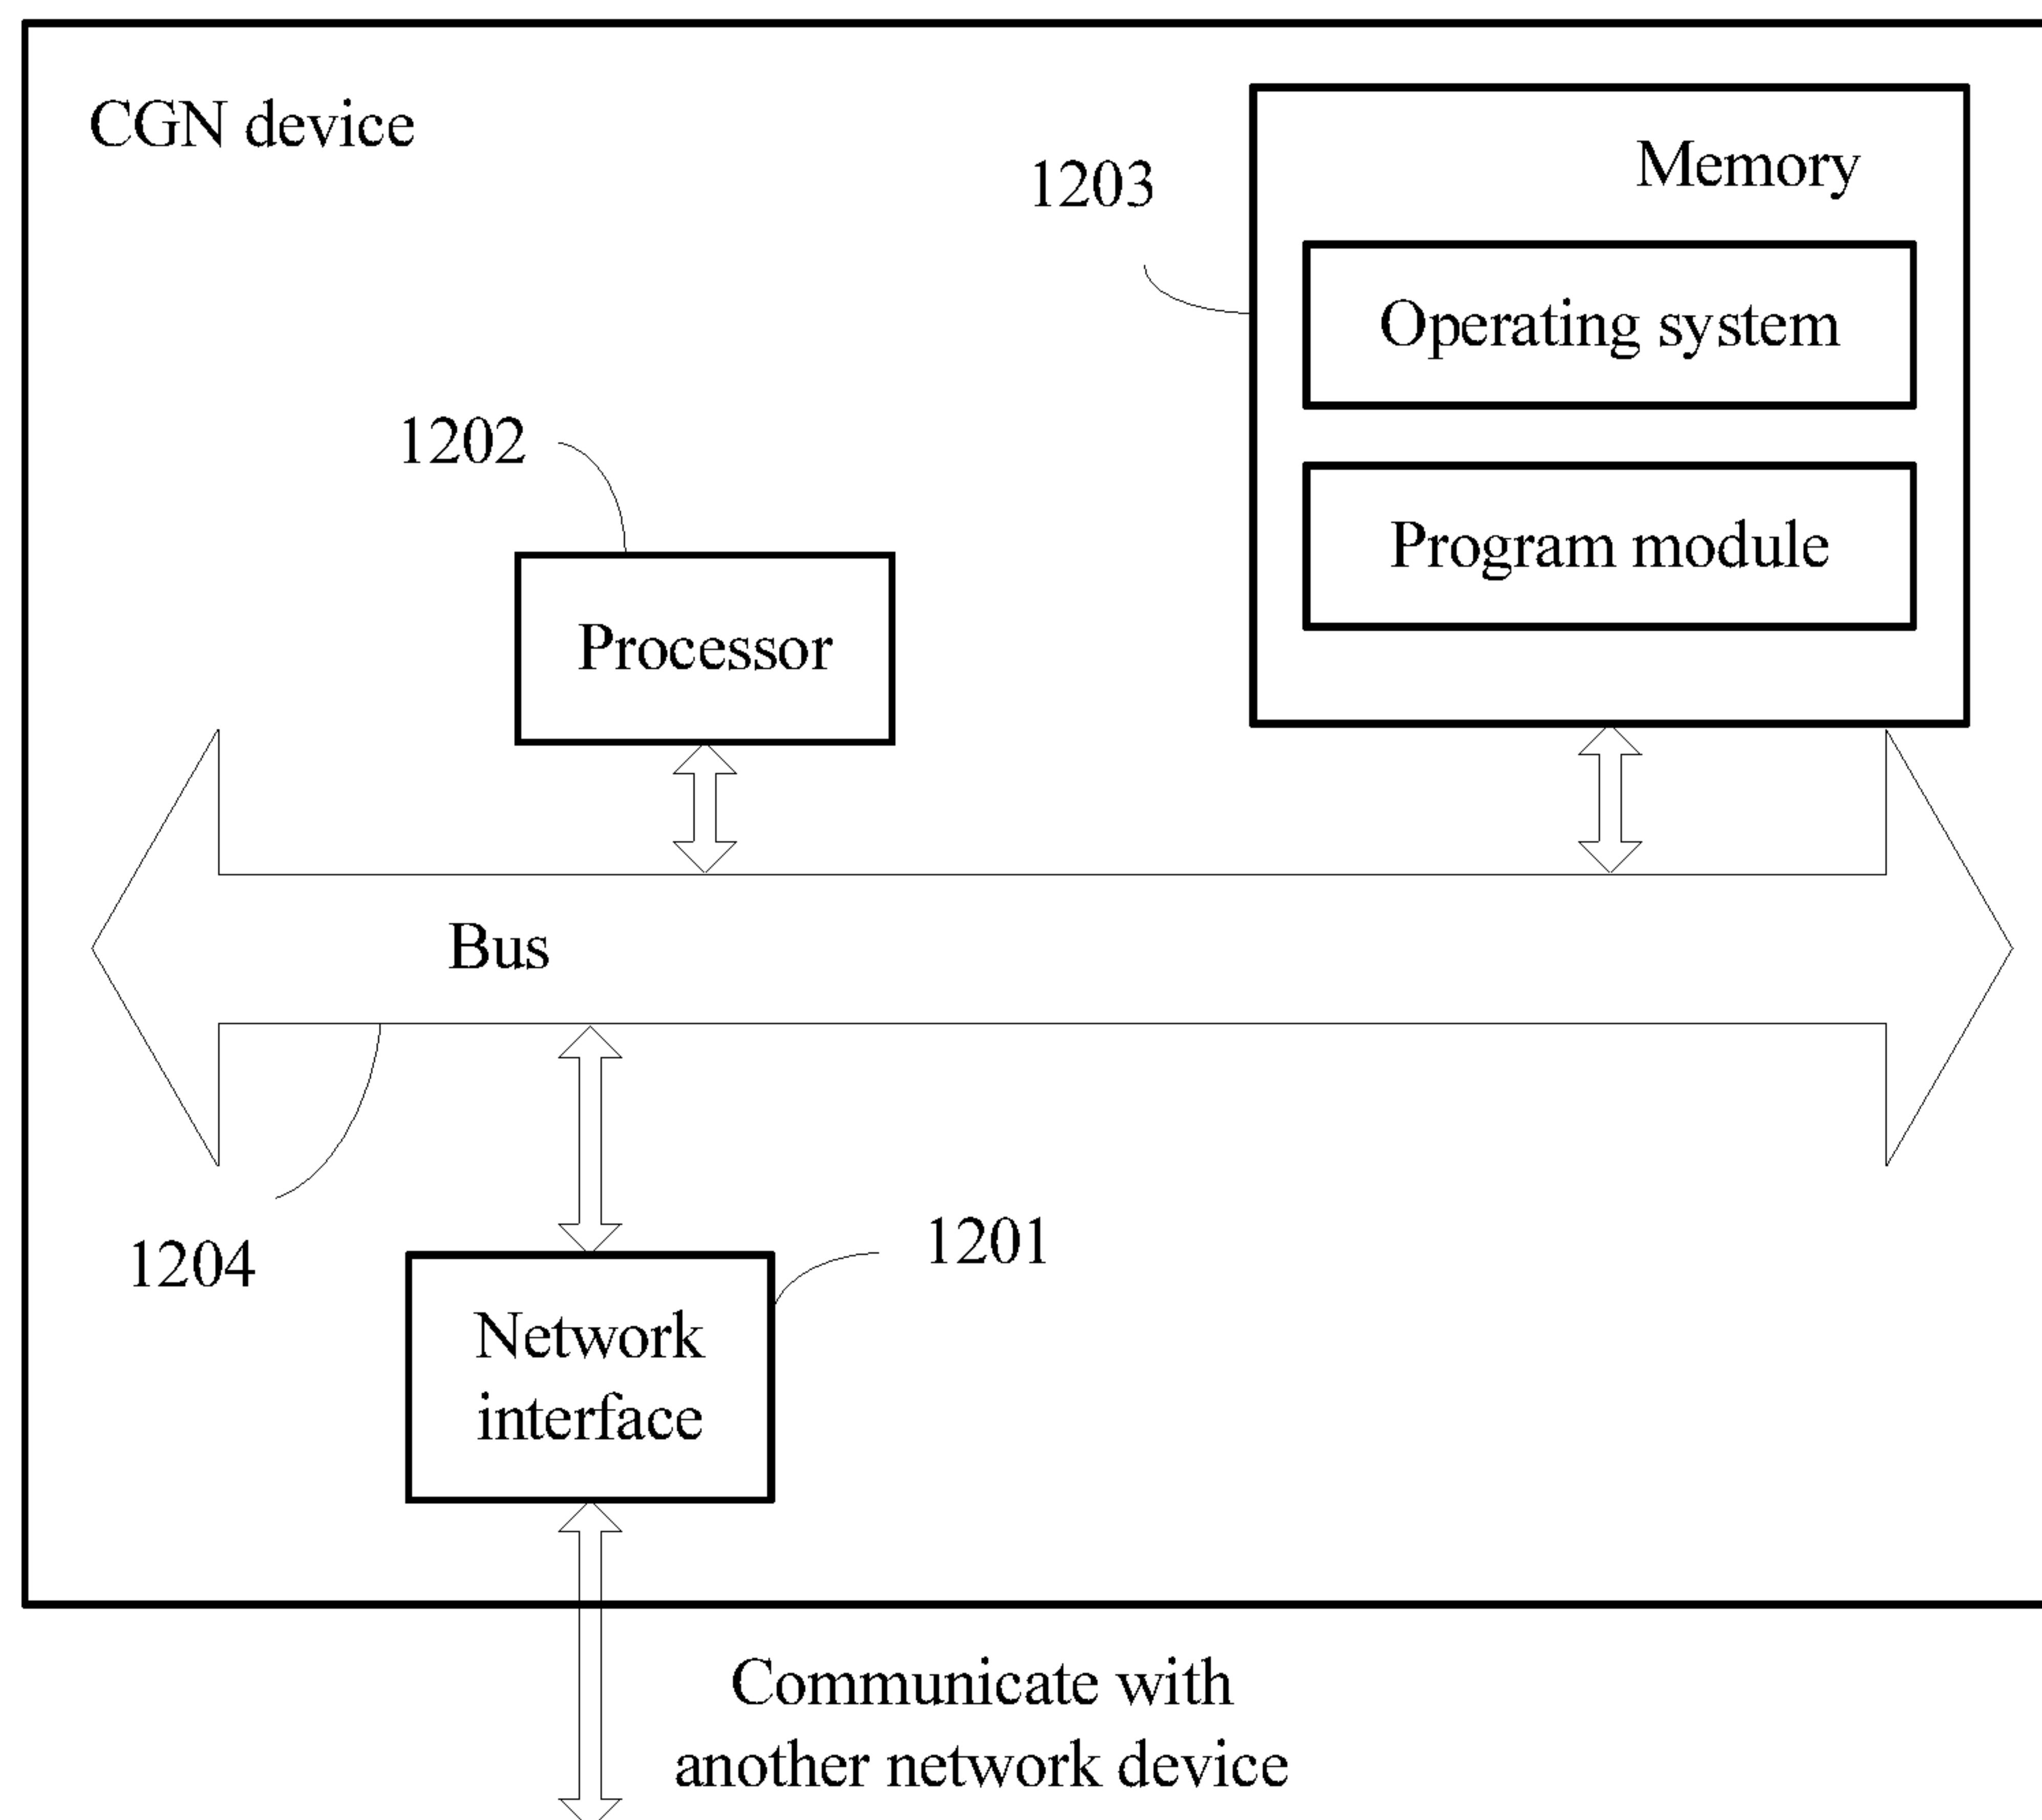 CGN device
Memory
1203
Operating system
1202
Program module
Processor
Bus
1204
1201
Network
interface
Communicate with
another network device